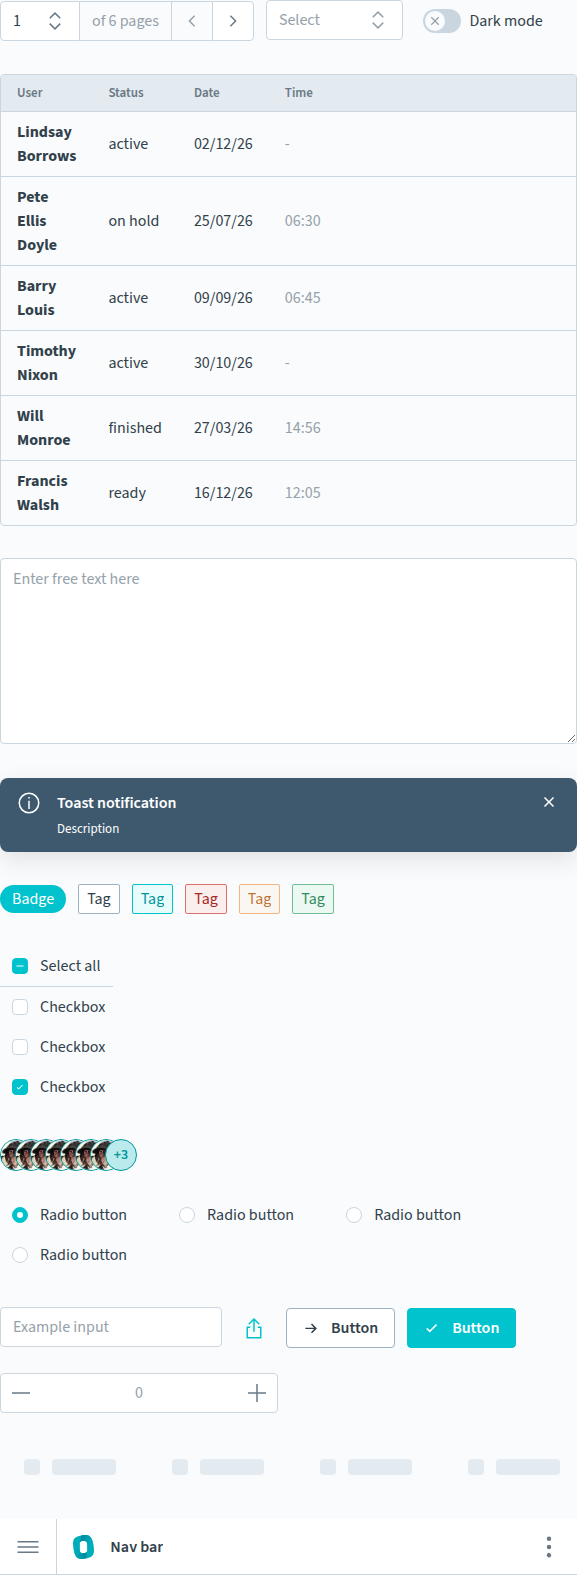 1 of 6 pages Select Dark mode
User Status Date Time
Lindsay
Borrows active 02/12/26 -
Pete
Ellis
Doyle on hold 25/07/26 06:30
Barry
Louis active 09/09/26 06:45
Timothy
Nixon active 30/10/26 -
Will
Monroe finished 27/03/26 14:56
Francis
Walsh ready 16/12/26 12:05
Enter free text here
Toast notification
Description
Badge Tag Tag Tag Tag Tag
Select all
Checkbox
Checkbox
Checkbox
+3
Radio button Radio button Radio button
Radio button
Example input Button Button
0
Nav bar